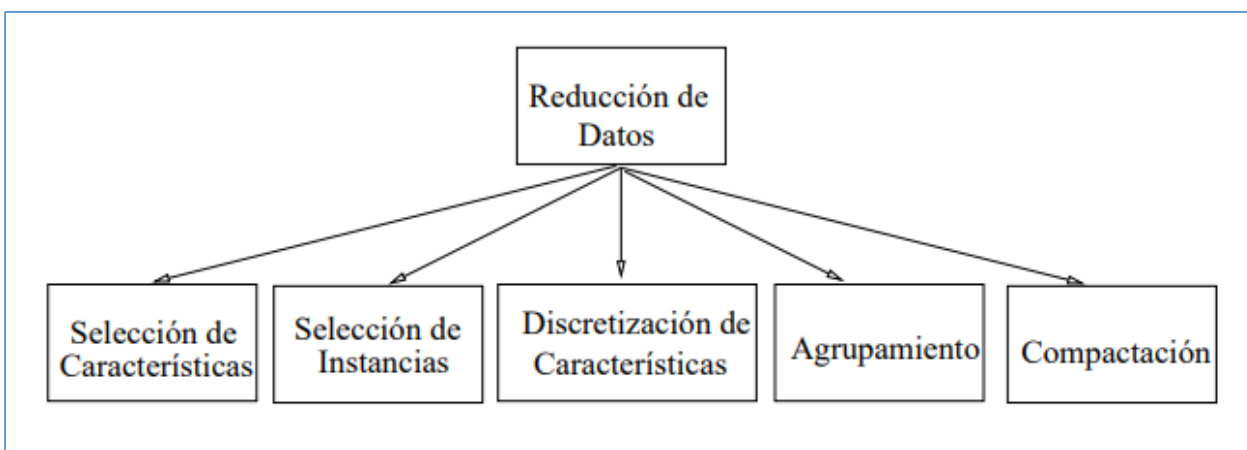 Reducción de
Datos
Selección de
Características
Selección de
Instancias
Discretización de
Características
Agrupamiento
Compactación